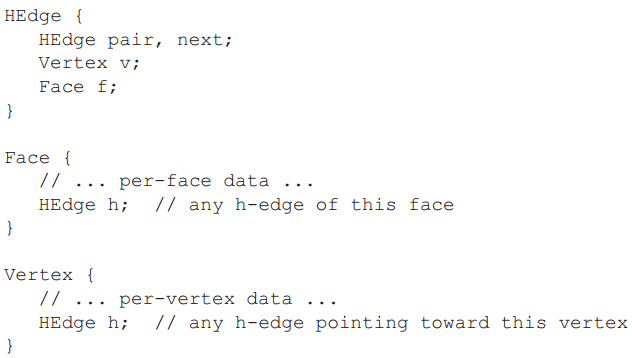 HEdge {
   HEdge pair, next;
   Vertex v;
   Face f;
}

Face {
   // ... per-face data ...
   HEdge h;  // any h-edge of this face
}

Vertex {
   // ... per-vertex data ...
   HEdge h;  // any h-edge pointing toward this vertex
}